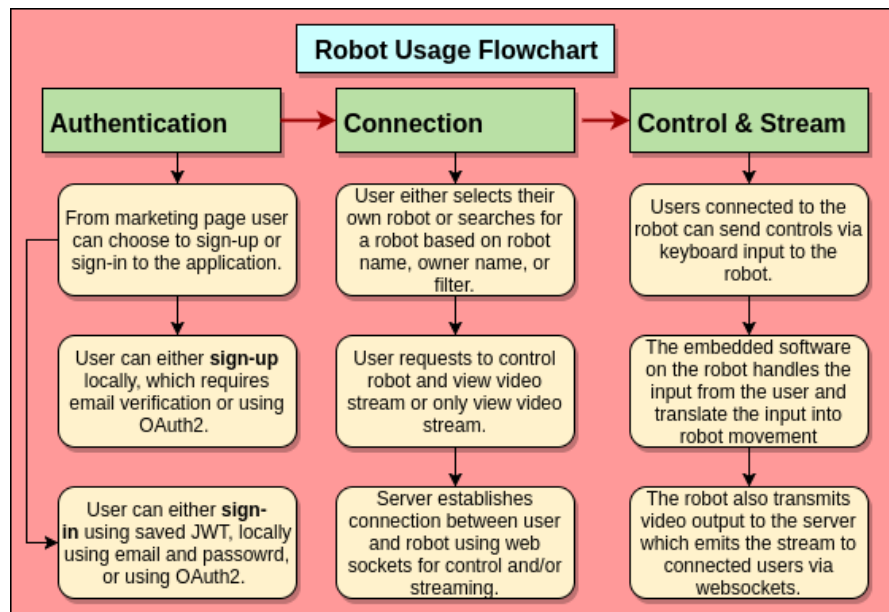 Robot Usage Flowchart
Authentication
Connection
Control & Stream
From marketing page user
can choose to sign-up or
sign-in to the application.
User can either sign-up
locally, which requires
email verification or using
OAuth2.
User can either sign-
in using saved JWT, locally
using email and passowrd,
or using OAuth2.
User either selects their
own robot or searches for
a robot based on robot
name, owner name, or
filter.
User requests to control
robot and view video
stream or only view video
stream.
Server establishes
connection between user
and robot using web
sockets for control and/or
streaming.
Users connected to the
robot can send controls via
keyboard input to the
robot.
The embedded software
on the robot handles the
input from the user and
translate the input into
robot movement
The robot also transmits
video output to the server
which emits the stream to
connected users via
websockets.